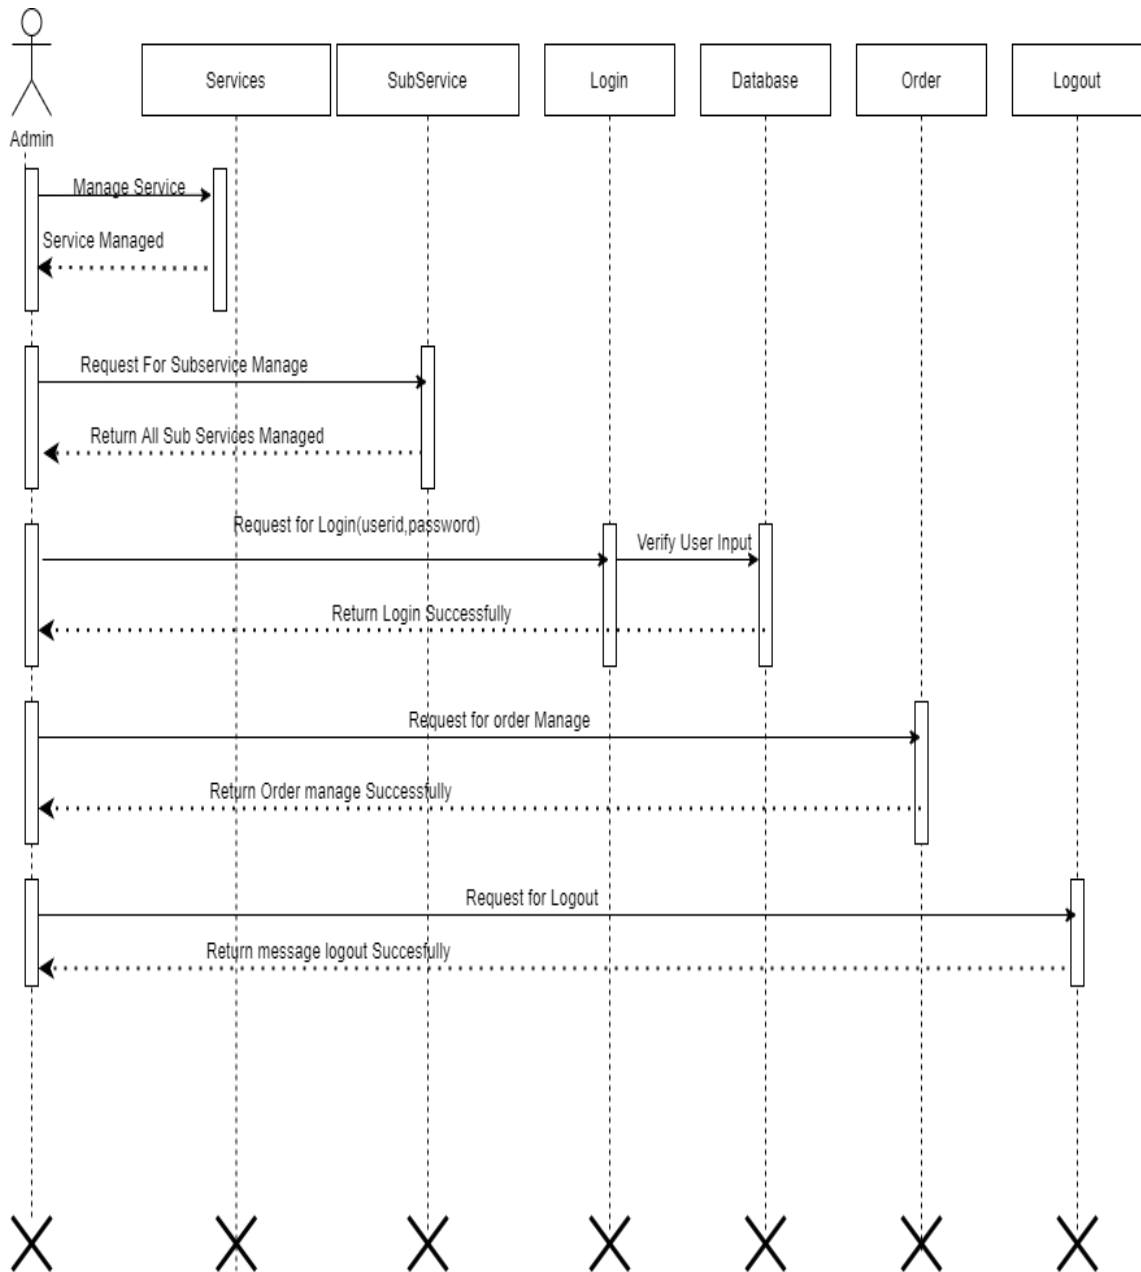 Services
SubService
Login
Database
Order
Logout
Admin
Manage Service
Service Managed
Request For Subservice Manage
Return All Sub Services Managed
Request for Login(userid,password)
Verify User Input
Return Login Successfully
Request for order Manage
Return Order manage Successfully
Request for Logout
Return message logout Succesfully